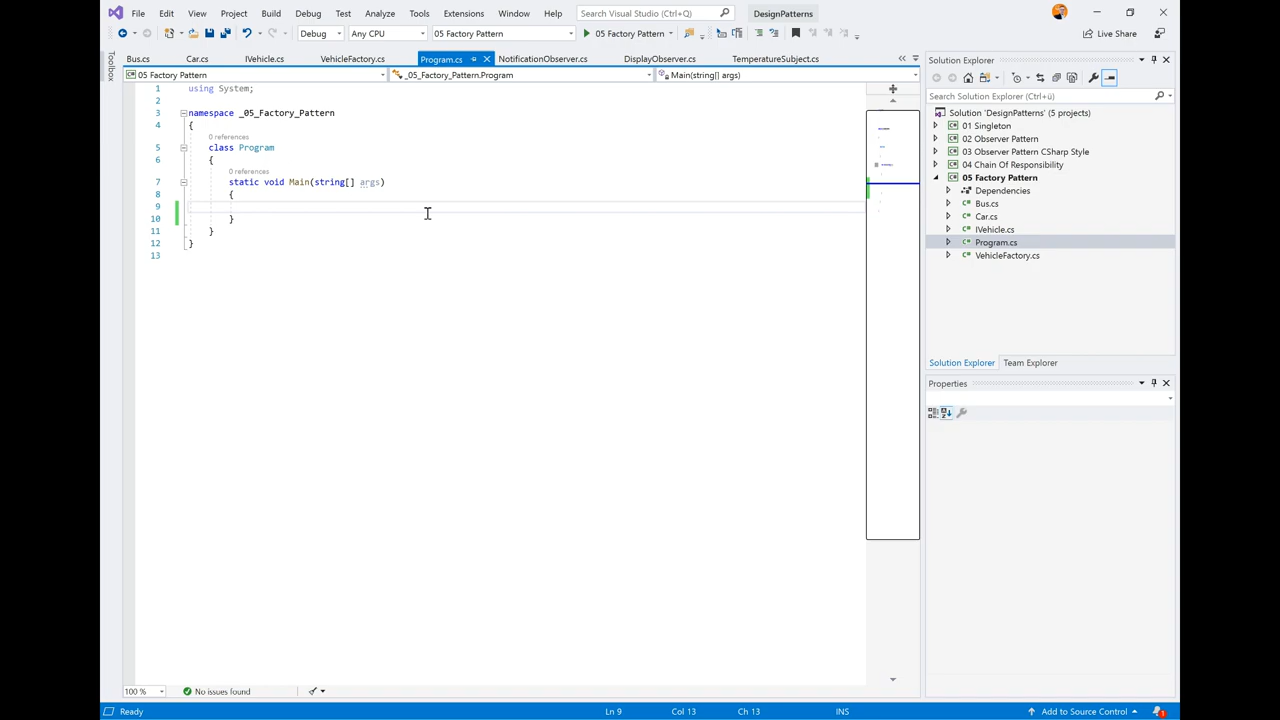 File Edit View Project Build Debug Test Analyze Tools Extensions Window Help Search Visual Studio (Ctrl+Q) DesignPatterns
Debug Any CPU 05 Factory Pattern 05 Factory Pattern Live Share
Toolbox
Bus.cs Car.cs IVehicle.cs VehicleFactory.cs Program.cs NotificationObserver.cs DisplayObserver.cs TemperatureSubject.cs
05 Factory Pattern _05_Factory_Pattern.Program Main(string[] args)
1 using System;
2
3 namespace _05_Factory_Pattern
4 {
0 references
5 class Program
6 {
0 references
7 static void Main(string[] args)
8 {
9
10 }
11 }
12 }
13
100 % No issues found
Solution Explorer
Search Solution Explorer (Ctrl+ü)
Solution 'DesignPatterns' (5 projects)
01 Singleton
02 Observer Pattern
03 Observer Pattern CSharp Style
04 Chain Of Responsibility
05 Factory Pattern
Dependencies
Bus.cs
Car.cs
IVehicle.cs
Program.cs
VehicleFactory.cs
Solution Explorer Team Explorer
Properties
Ready Ln 9 Col 13 Ch 13 INS Add to Source Control 1